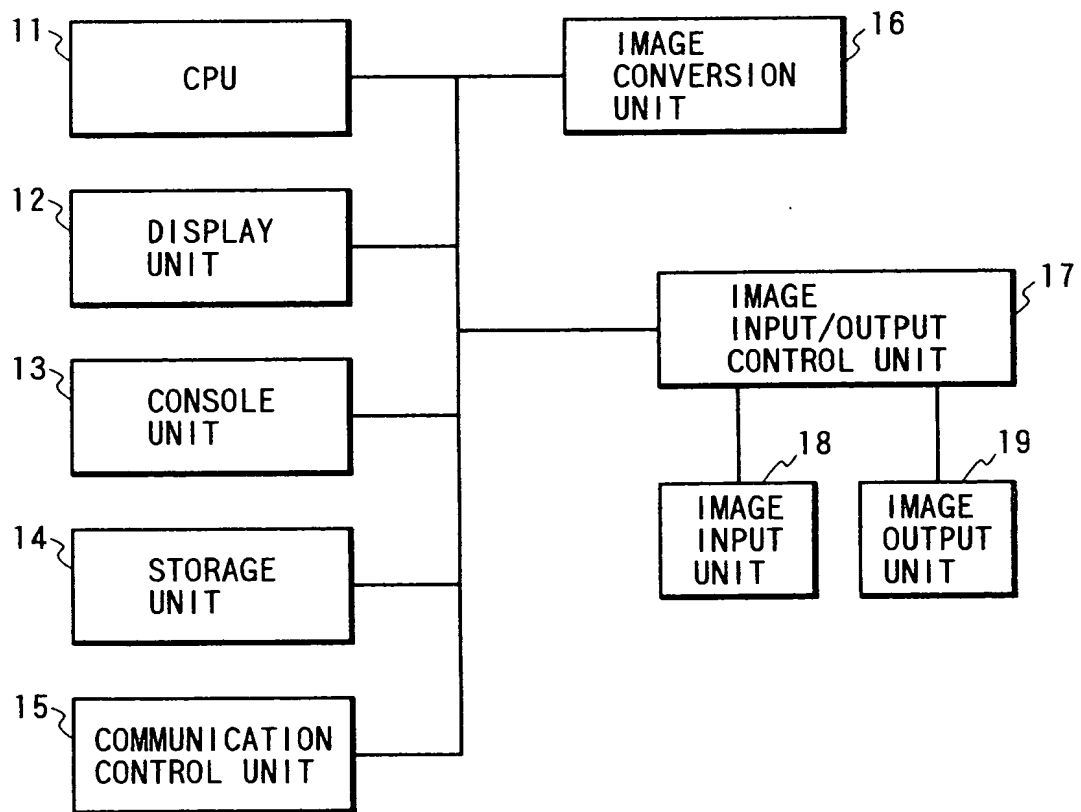 11
CPU
12
DISPLAY
UNIT
13
CONSOLE
UNIT
14
STORAGE
UNIT
15
COMMUNICATION
CONTROL UNIT
16
IMAGE
CONVERSION
UNIT
17
IMAGE
INPUT/OUTPUT
CONTROL UNIT
18
IMAGE
INPUT
UNIT
19
IMAGE
OUTPUT
UNIT